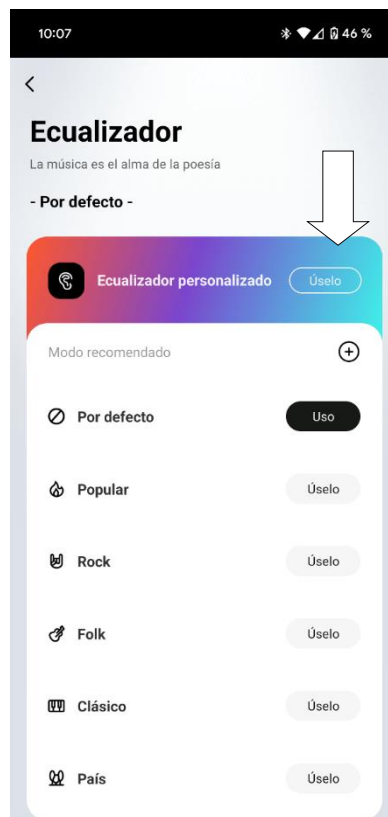 10:07 46 %
Ecualizador
La música es el alma de la poesía
- Por defecto -
Ecualizador personalizado Úselo
Modo recomendado
Por defecto Uso
Popular Úselo
Rock Úselo
Folk Úselo
Clásico Úselo
País Úselo